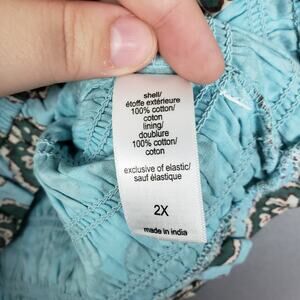 shell/
étoffe extérieure
100% cotton/
coton
lining/
doublure
100% cotton/
coton
exclusive of elastic/
sauf élastique
2X
made in india